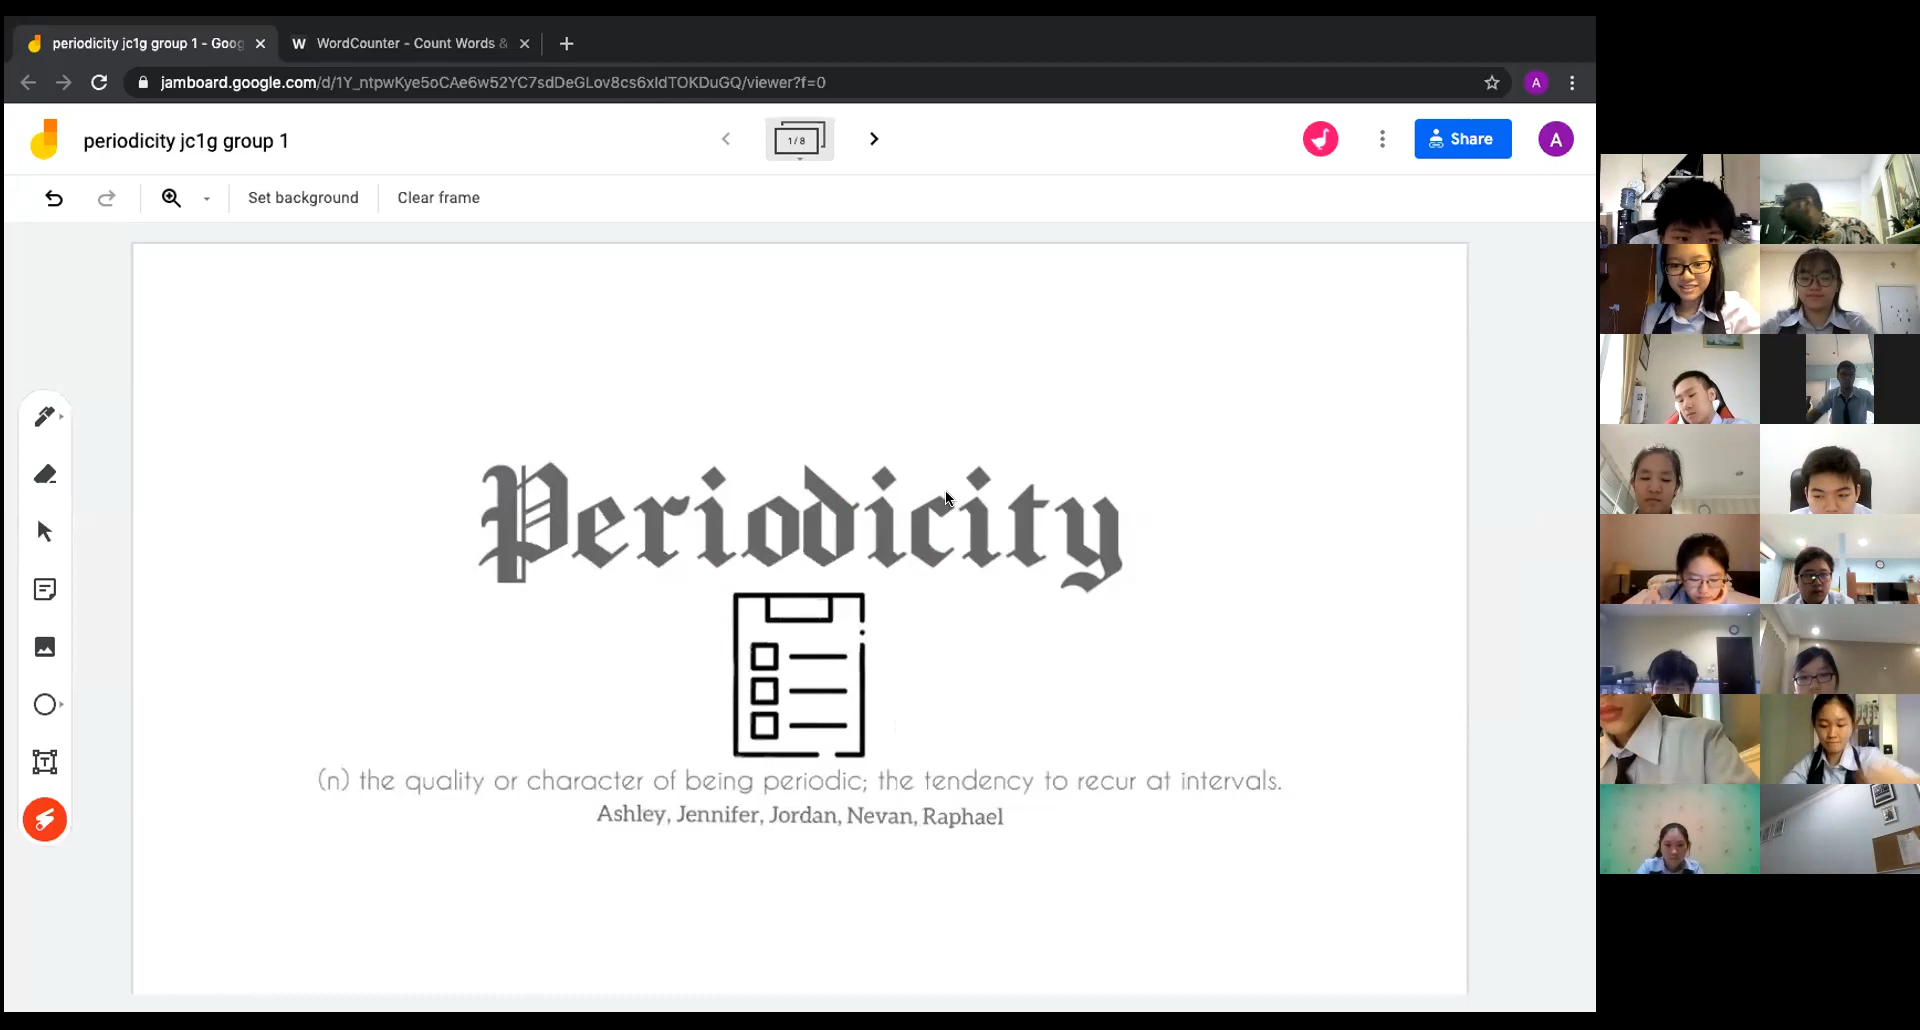 periodicity jc1g group 1 - Goog
W WordCounter - Count Words &
jamboard.google.com/d/1Y_ntpwKye5oCAe6w52YC7sdDeGLov8cs6xIdTOKDuGQ/viewer?f=0
A
periodicity jc1g group 1
1/8
Share
A
Set background
Clear frame
Periodicity
(n) the quality or character of being periodic; the tendency to recur at intervals.
Ashley, Jennifer, Jordan, Nevan, Raphael